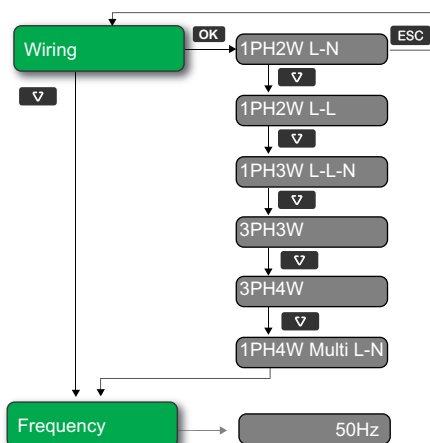 Wiring
OK
1PH2W L-N
ESC
1PH2W L-L
1PH3W L-L-N
3PH3W
3PH4W
1PH4W Multi L-N
Frequency
50Hz